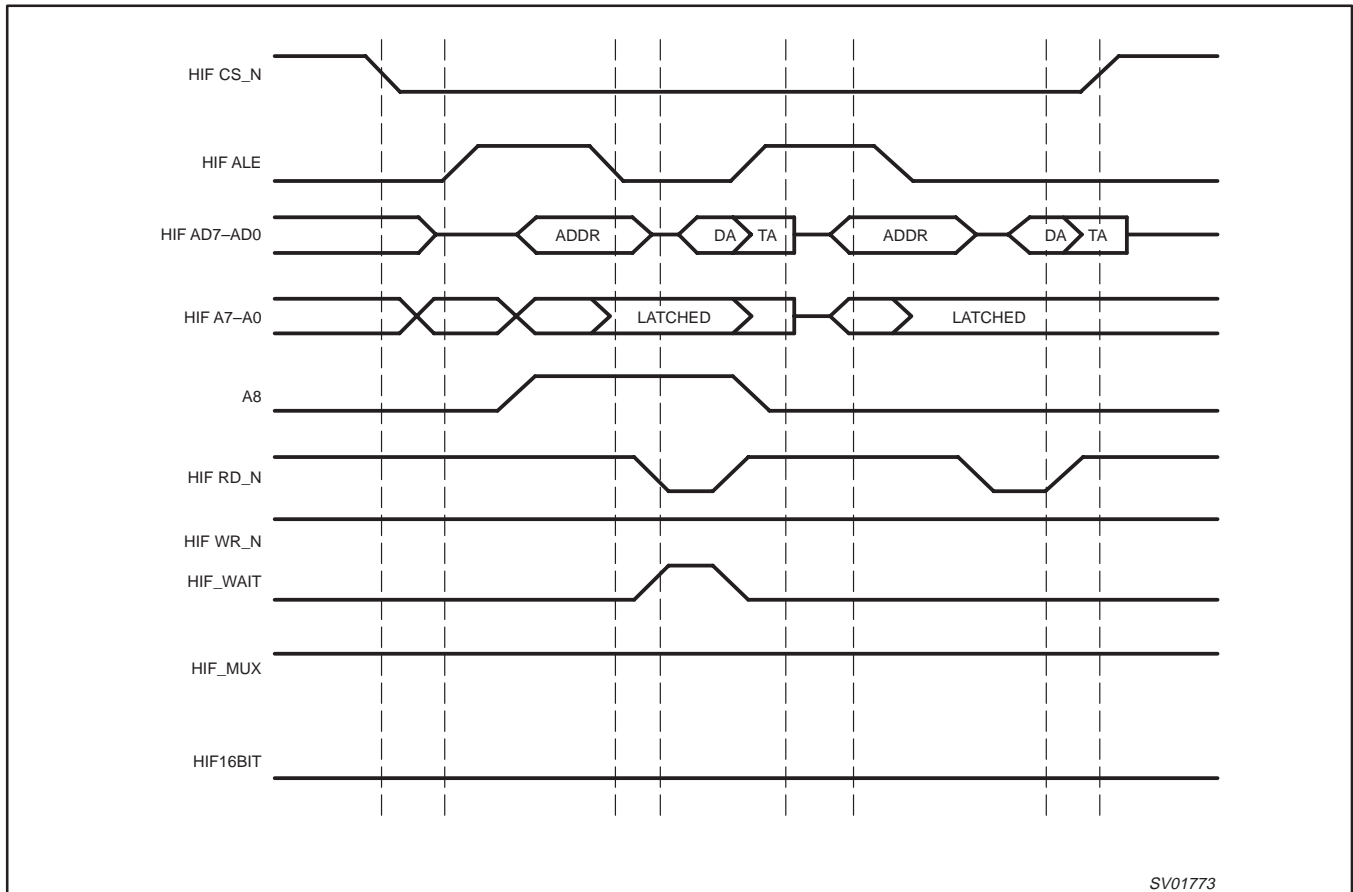 HIF CS_N
HIF ALE
HIF AD7–AD0 ADDR DA TA ADDR DA TA
HIF A7–A0 LATCHED LATCHED
A8
HIF RD_N
HIF WR_N
HIF_WAIT
HIF_MUX
HIF16BIT
SV01773